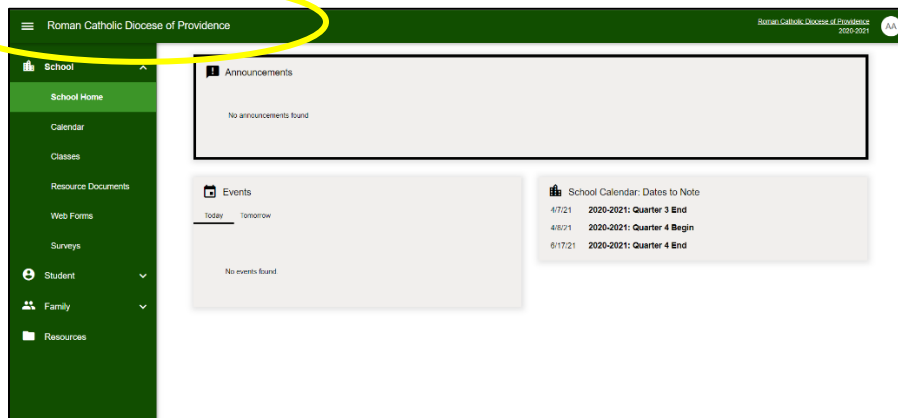 Roman Catholic Diocese of Providence
Roman Catholic Diocese of Providence
2020-2021
AA
School
School Home
Calendar
Classes
Resource Documents
Web Forms
Surveys
Student
Family
Resources
Announcements
No announcements found
Events
Today Tomorrow
No events found
School Calendar: Dates to Note
4/7/21 2020-2021: Quarter 3 End
4/8/21 2020-2021: Quarter 4 Begin
6/17/21 2020-2021: Quarter 4 End